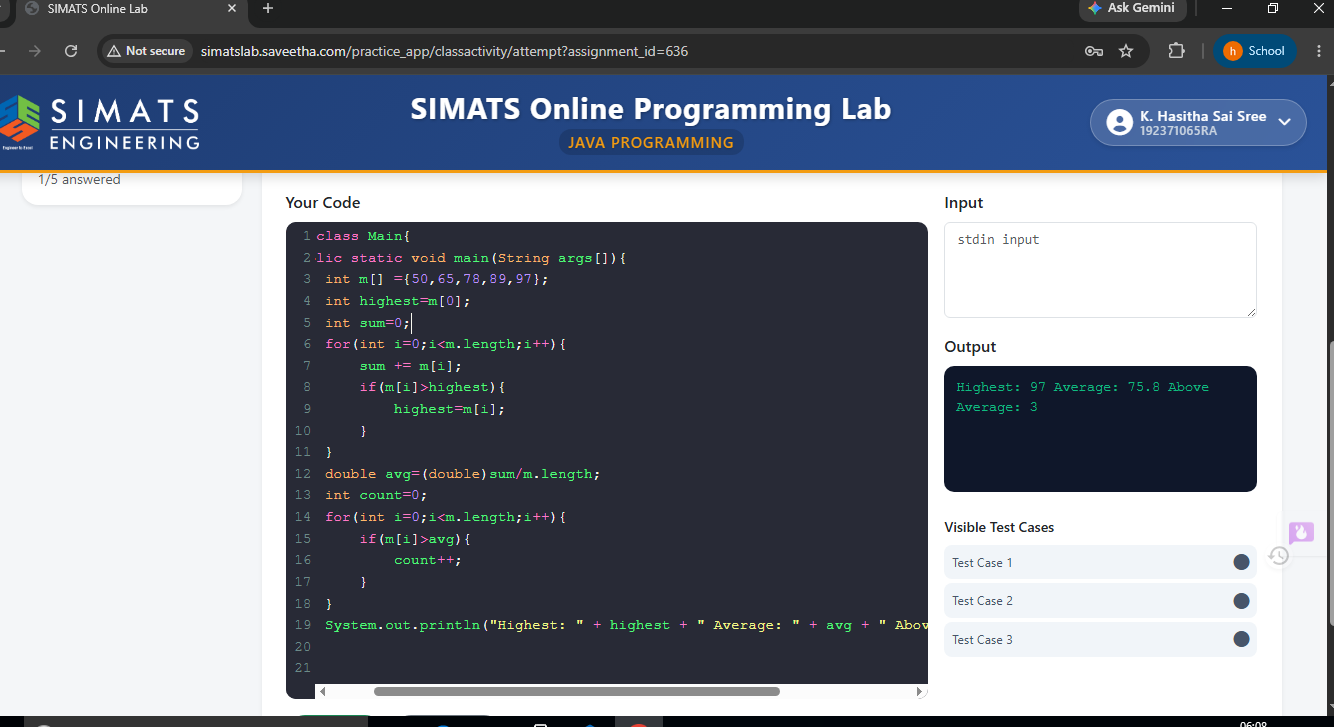 SIMATS Online Lab
Ask Gemini
Not secure
simatslab.saveetha.com/practice_app/classactivity/attempt?assignment_id=636
h
School
SIMATS
ENGINEERING
Engineer to Excel
SIMATS Online Programming Lab
JAVA PROGRAMMING
K. Hasitha Sai Sree
192371065RA
1/5 answered
Your Code
1 class Main{
2 lic static void main(String args[]){
3 int m[] ={50,65,78,89,97};
4 int highest=m[0];
5 int sum=0;
6 for(int i=0;i<m.length;i++){
7 sum += m[i];
8 if(m[i]>highest){
9 highest=m[i];
10 }
11 }
12 double avg=(double)sum/m.length;
13 int count=0;
14 for(int i=0;i<m.length;i++){
15 if(m[i]>avg){
16 count++;
17 }
18 }
19 System.out.println("Highest: " + highest + " Average: " + avg + " Abov
20
21
Input
stdin input
Output
Highest: 97 Average: 75.8 Above
Average: 3
Visible Test Cases
Test Case 1
Test Case 2
Test Case 3